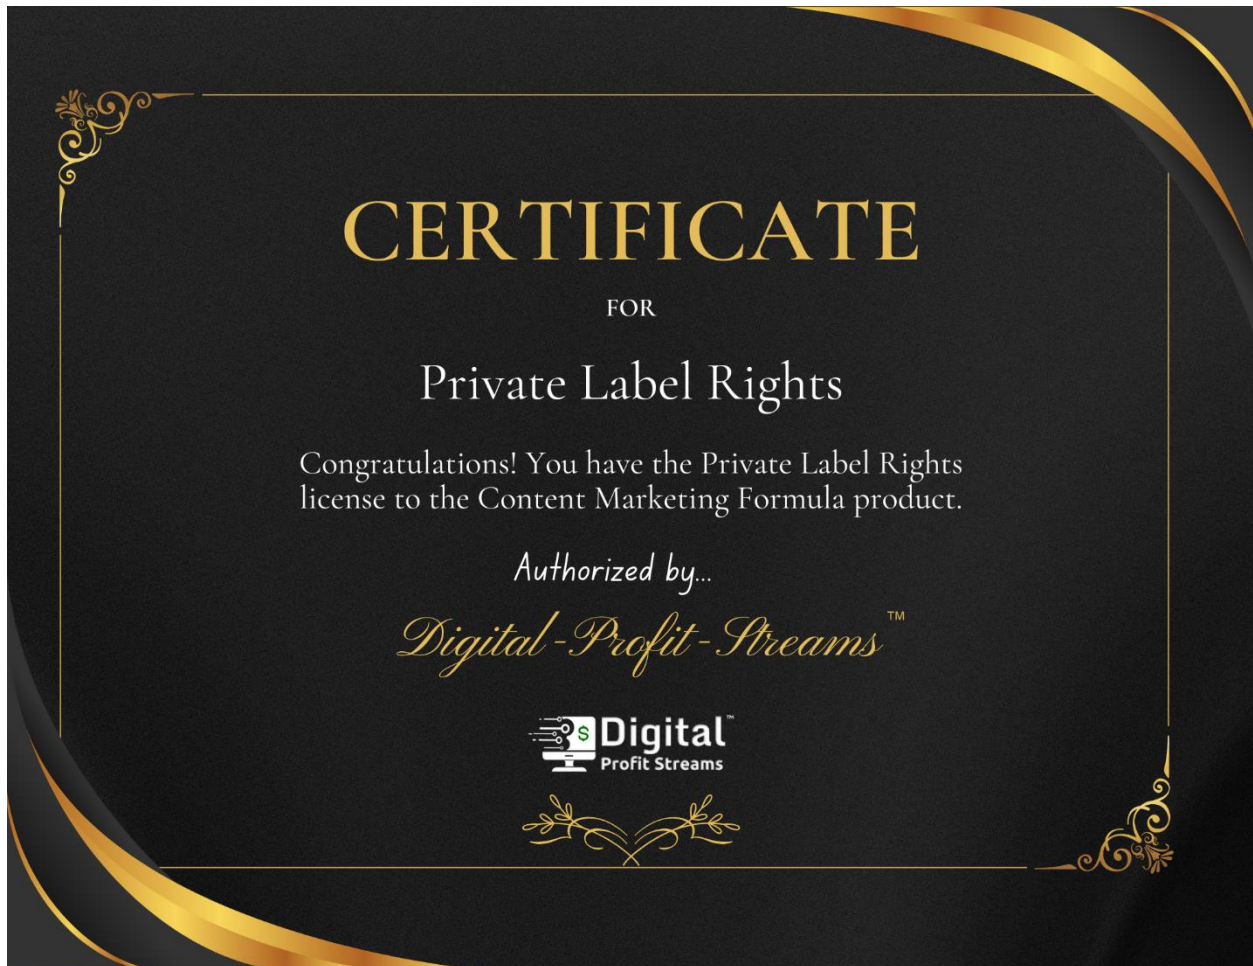 CERTIFICATE
FOR
Private Label Rights
Congratulations! You have the Private Label Rights
license to the Content Marketing Formula product.
Authorized by...
Digital-Profit-Streams™
$
Digital™
Profit Streams